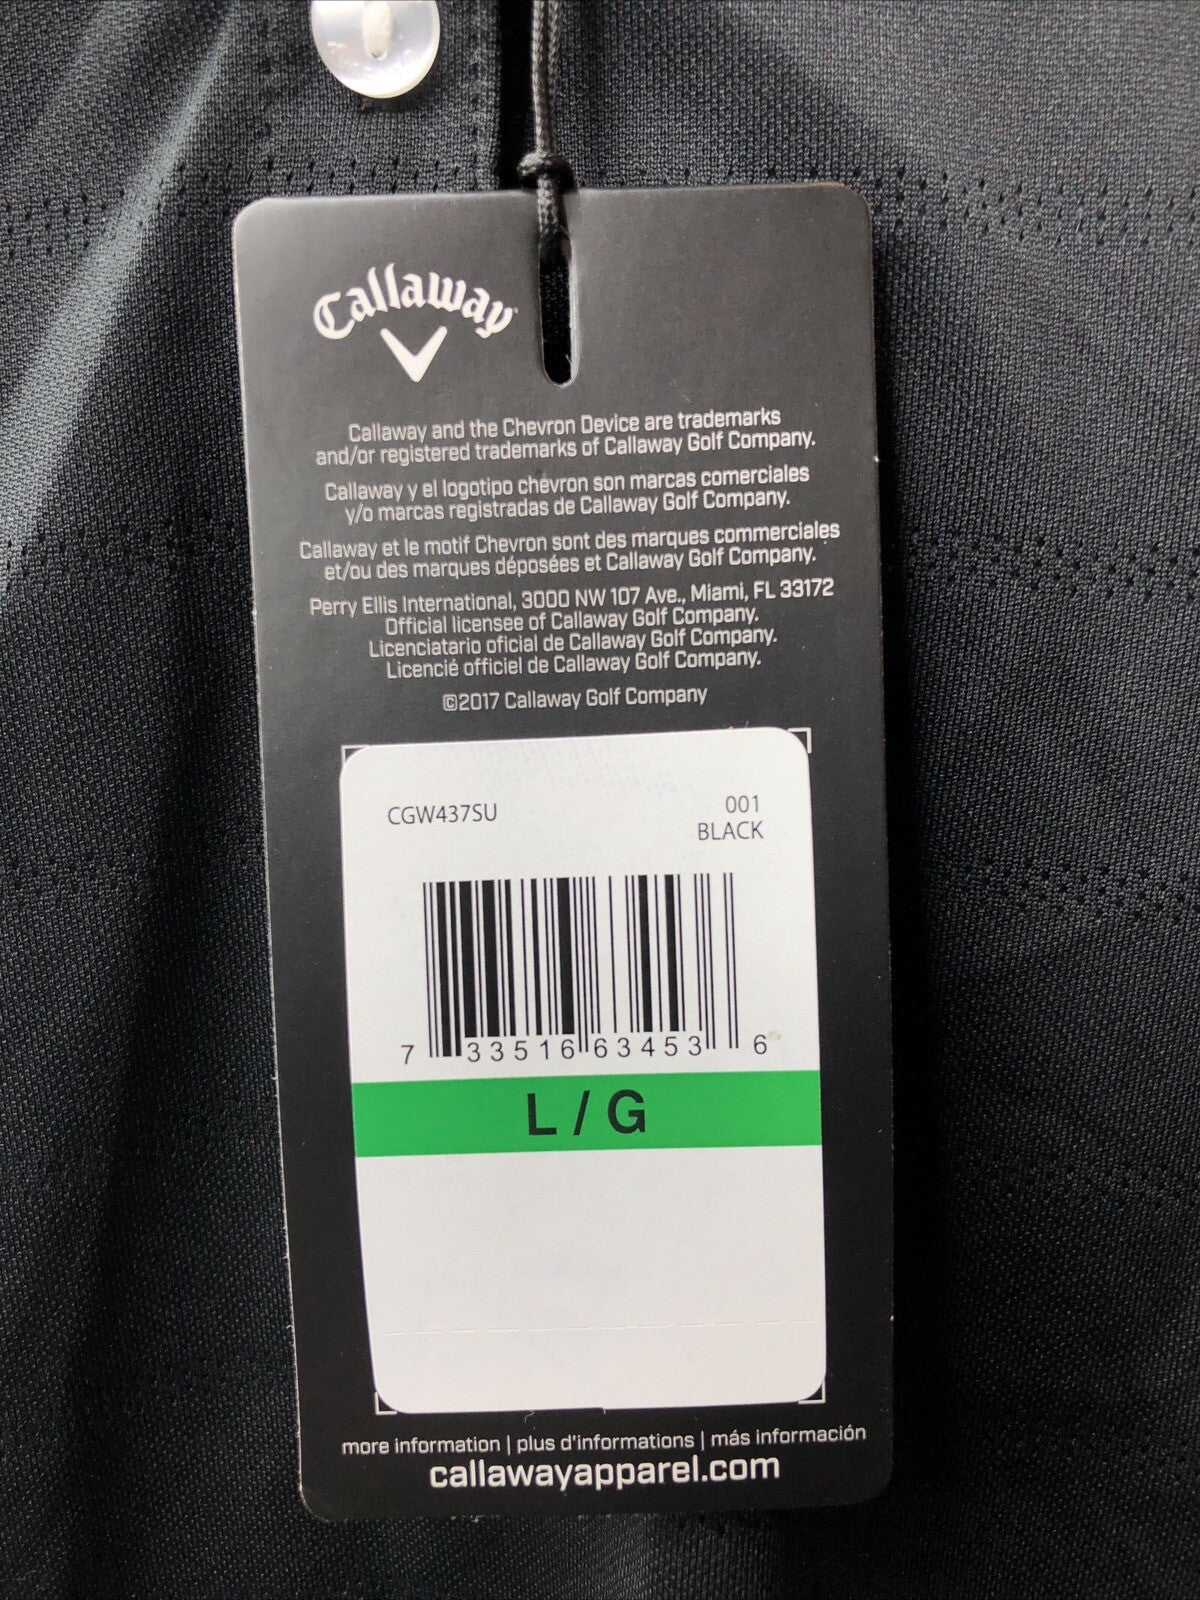 Callaway
Callaway and the Chevron Device are trademarks
and/or registered trademarks of Callaway Golf Company.
Callaway y el logotipo chevron son marcas comerciales
y/o marcas registradas de Callaway Golf Company.
Callaway et le motif Chevron sont des marques commerciales
et/ou des marques déposées et Callaway Golf Company.
Perry Ellis International, 3000 NW 107 Ave., Miami, FL 33172
Official licensee of Callaway Golf Company.
Licenciatario oficial de Callaway Golf Company.
Licencié officiel de Callaway Golf Company.
©2017 Callaway Golf Company
CGW437SU 001
BLACK
7 33516 63453 6
L / G
more information | plus d'informations | más información
callawayapparel.com